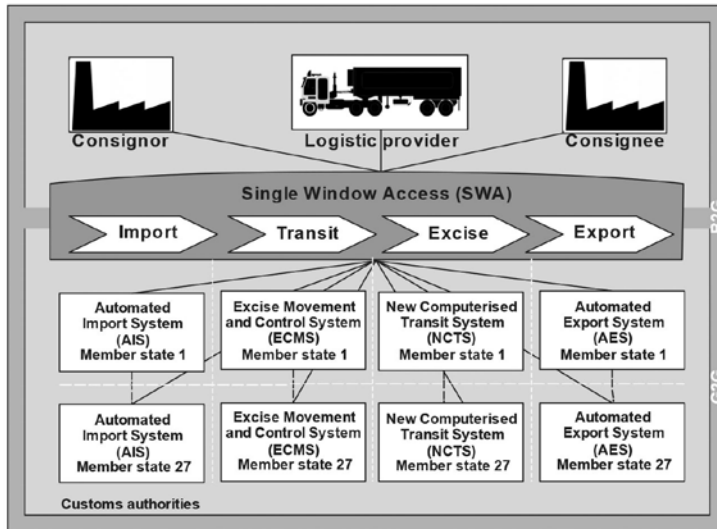 Consignor
Logistic provider
Consignee
Single Window Access (SWA)
Import
Transit
Excise
Export
B2G
Automated
Import System
(AIS)
Member state 1
Excise Movement
and Control System
(ECMS)
Member state 1
New Computerised
Transit System
(NCTS)
Member state 1
Automated
Export System
(AES)
Member state 1
G2G
Automated
Import System
(AIS)
Member state 27
Excise Movement
and Control System
(ECMS)
Member state 27
New Computerised
Transit System
(NCTS)
Member state 27
Automated
Export System
(AES)
Member state 27
Customs authorities